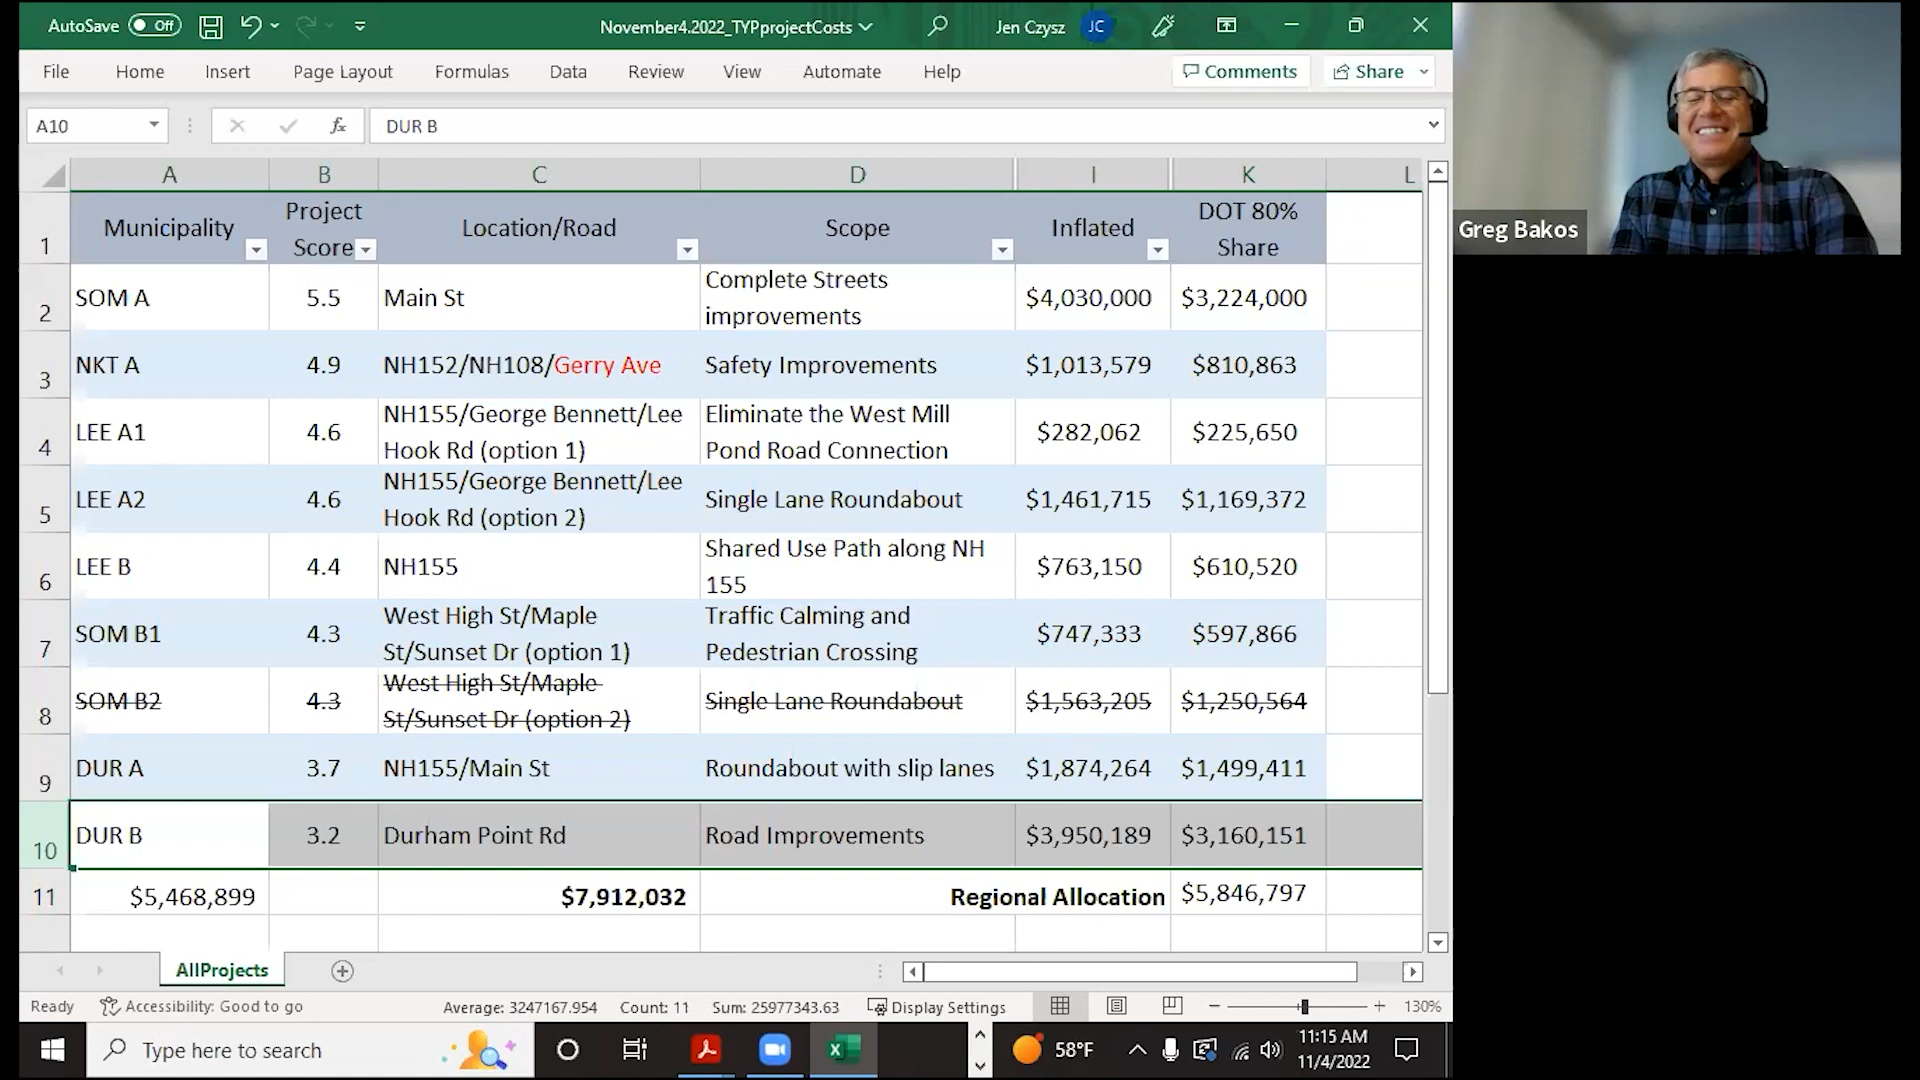 AutoSave Off November4.2022_TYPprojectCosts Jen Czysz JC
File Home Insert Page Layout Formulas Data Review View Automate Help Comments Share
A10 fx DUR B
A B C D I K L
1 Municipality Project Score Location/Road Scope Inflated DOT 80% Share
2 SOM A 5.5 Main St Complete Streets improvements $4,030,000 $3,224,000
3 NKT A 4.9 NH152/NH108/Gerry Ave Safety Improvements $1,013,579 $810,863
4 LEE A1 4.6 NH155/George Bennett/Lee Hook Rd (option 1) Eliminate the West Mill Pond Road Connection $282,062 $225,650
5 LEE A2 4.6 NH155/George Bennett/Lee Hook Rd (option 2) Single Lane Roundabout $1,461,715 $1,169,372
6 LEE B 4.4 NH155 Shared Use Path along NH 155 $763,150 $610,520
7 SOM B1 4.3 West High St/Maple St/Sunset Dr (option 1) Traffic Calming and Pedestrian Crossing $747,333 $597,866
8 SOM B2 4.3 West High St/Maple St/Sunset Dr (option 2) Single Lane Roundabout $1,563,205 $1,250,564
9 DUR A 3.7 NH155/Main St Roundabout with slip lanes $1,874,264 $1,499,411
10 DUR B 3.2 Durham Point Rd Road Improvements $3,950,189 $3,160,151
11 $5,468,899 $7,912,032 Regional Allocation $5,846,797
AllProjects
Ready Accessibility: Good to go Average: 3247167.954 Count: 11 Sum: 25977343.63 Display Settings 130%
Type here to search 58°F 11:15 AM
11/4/2022
Greg Bakos